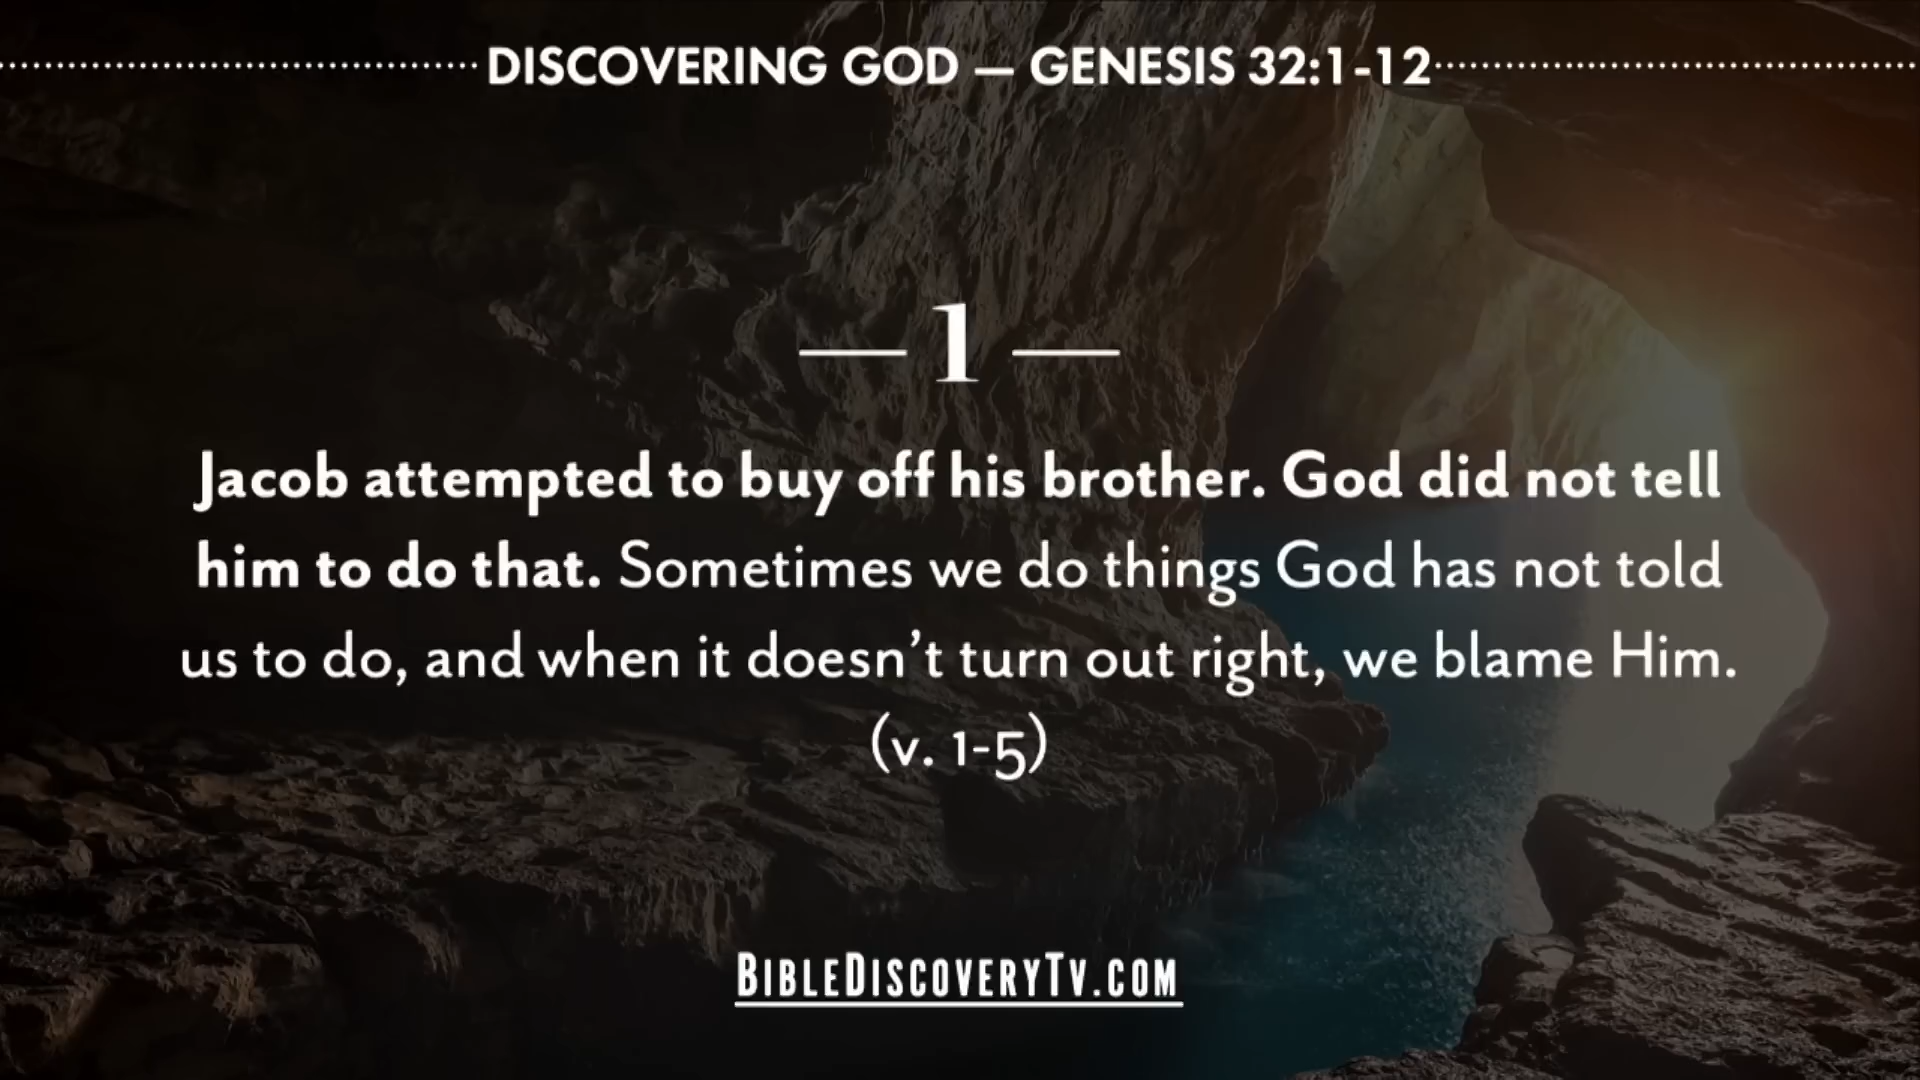 DISCOVERING GOD — GENESIS 32:1-12
— 1 —
Jacob attempted to buy off his brother. God did not tell
him to do that. Sometimes we do things God has not told
us to do, and when it doesn’t turn out right, we blame Him.
(v. 1-5)
BIBLEDISCOVERYTV.COM